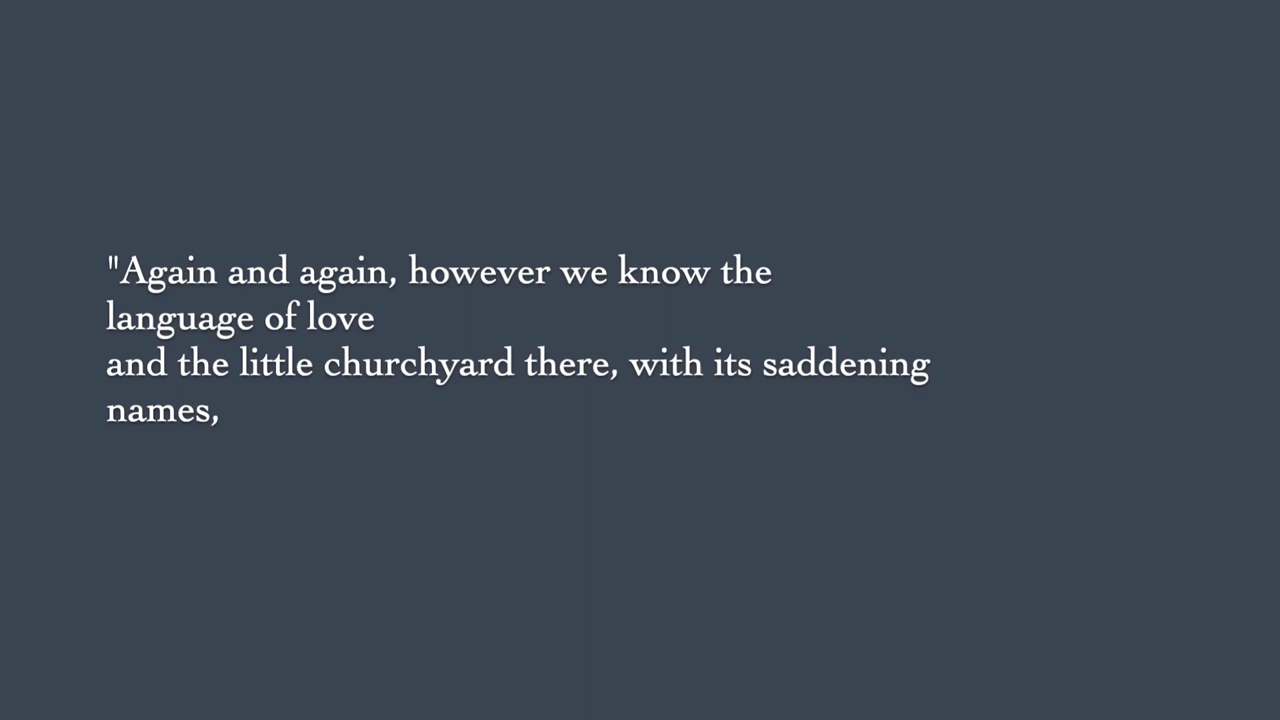 "Again and again, however we know the
language of love
and the little churchyard there, with its saddening
names,